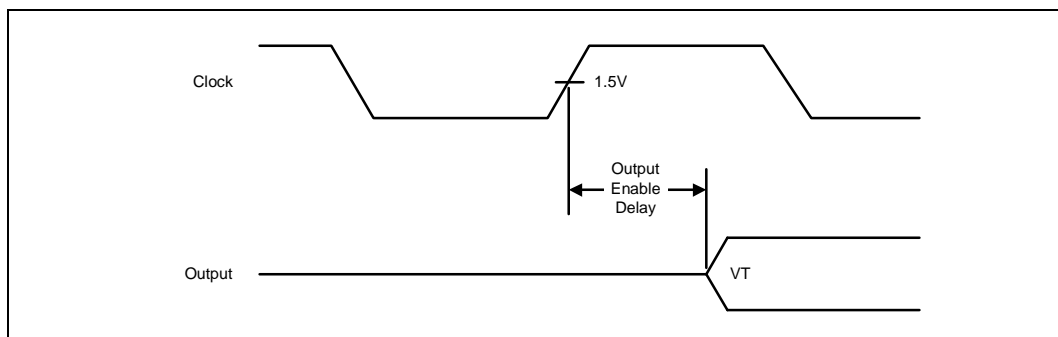 Clock
1.5V
Output
Enable
Delay
Output
VT